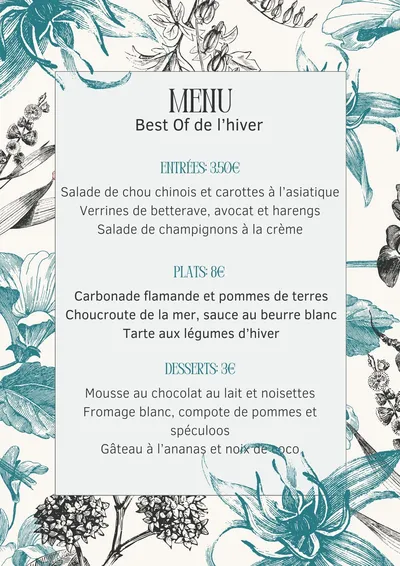 MENU
Best Of de l'hiver
ENTRÉES: 3.50€
Salade de chou chinois et carottes à l'asiatique
Verrines de betterave, avocat et harengs
Salade de champignons à la crème
PLATS: 8€
Carbonade flamande et pommes de terres
Choucroute de la mer, sauce au beurre blanc
Tarte aux légumes d'hiver
DESSERTS: 3€
Mousse au chocolat au lait et noisettes
Fromage blanc, compote de pommes et
spéculoos
Gâteau à l'ananas et noix de coco